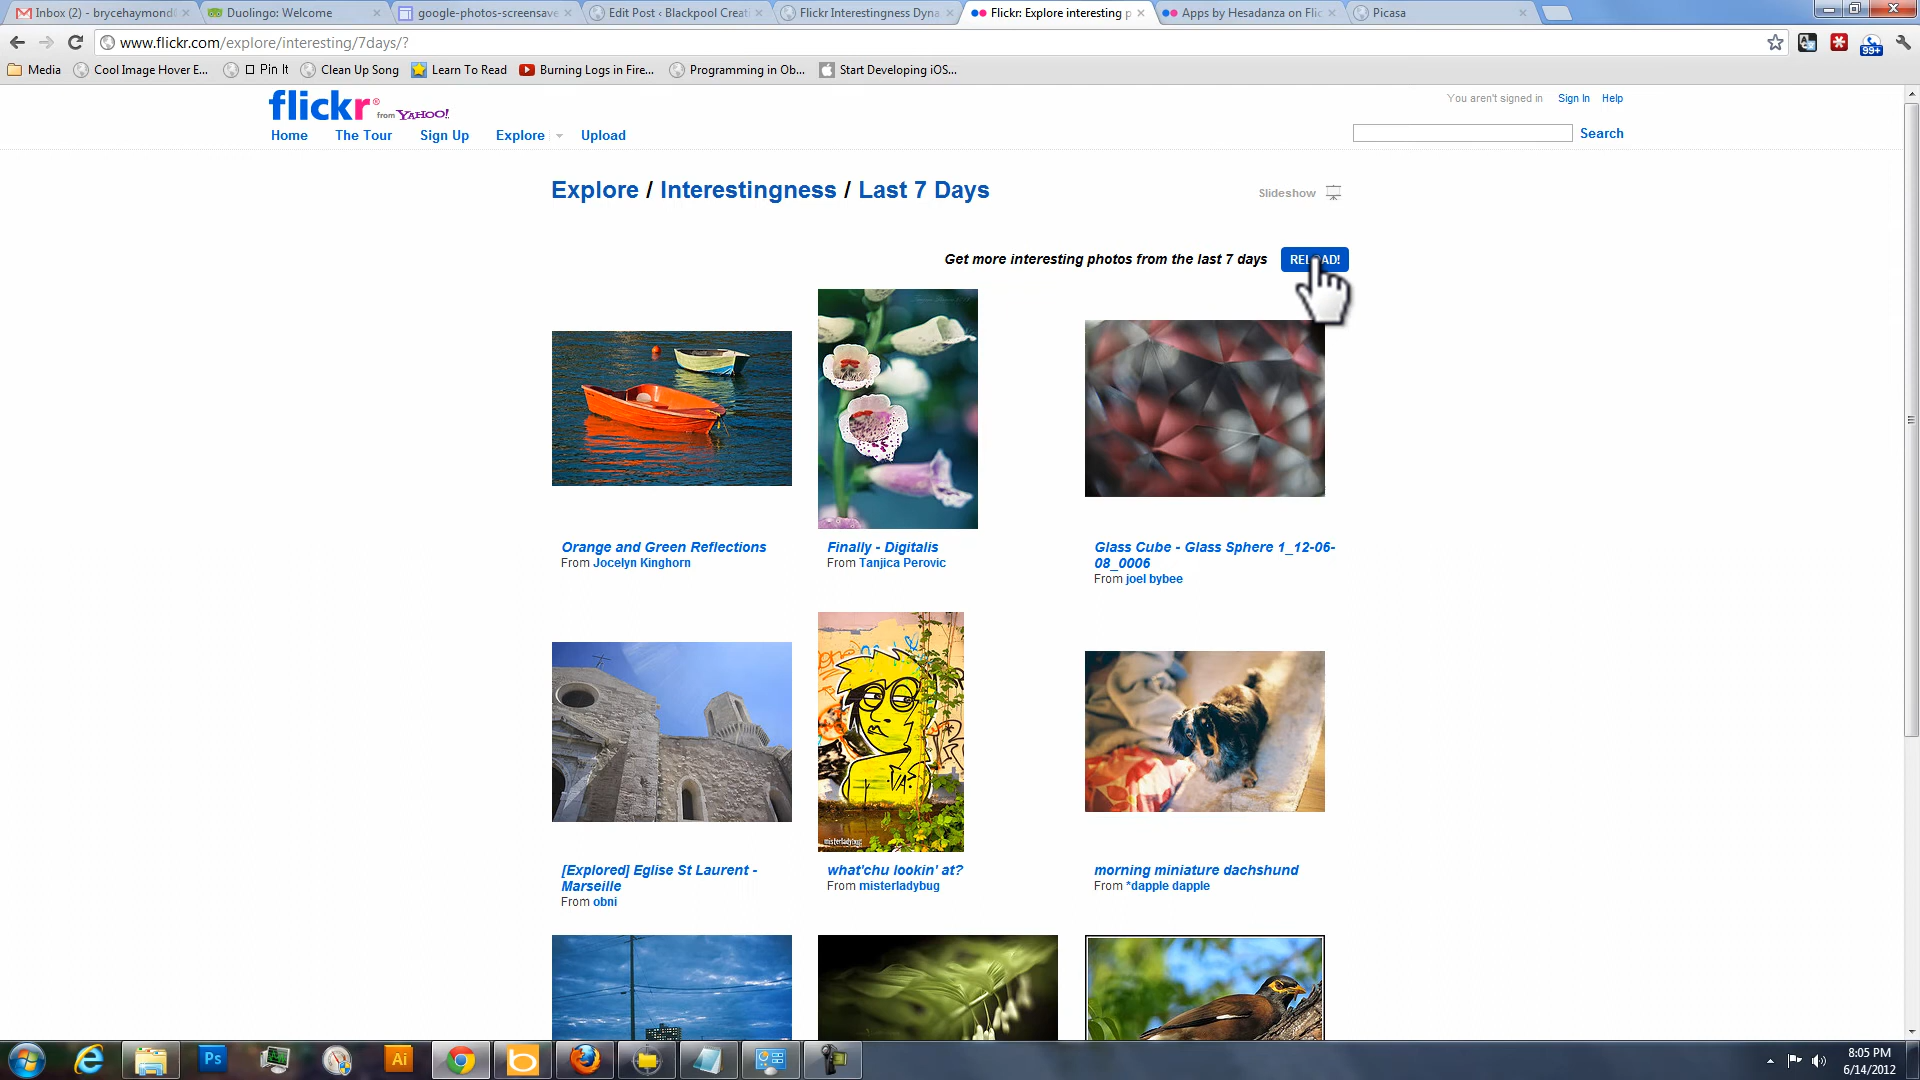 Inbox (2) - brycehaymond
Duolingo: Welcome
google-photos-screensave
Edit Post ‹ Blackpool Creati
Flickr Interestingness Dyna
Flickr: Explore interesting p
Apps by Hesadanza on Flic
Picasa
www.flickr.com/explore/interesting/7days/?
99+
Media
Cool Image Hover E...
Pin It
Clean Up Song
Learn To Read
Burning Logs in Fire...
Programming in Ob...
Start Developing iOS...
flickr® from YAHOO!
You aren't signed in Sign In Help
Home The Tour Sign Up Explore Upload
Search
Explore / Interestingness / Last 7 Days
Slideshow
Get more interesting photos from the last 7 days
Orange and Green Reflections
From Jocelyn Kinghorn
Finally - Digitalis
From Tanjica Perovic
Glass Cube - Glass Sphere 1_12-06-
08_0006
From joel bybee
misterladybug
[Explored] Eglise St Laurent -
Marseille
From obni
what'chu lookin' at?
From misterladybug
morning miniature dachshund
From *dapple dapple
Ps
Ai
8:05 PM
6/14/2012